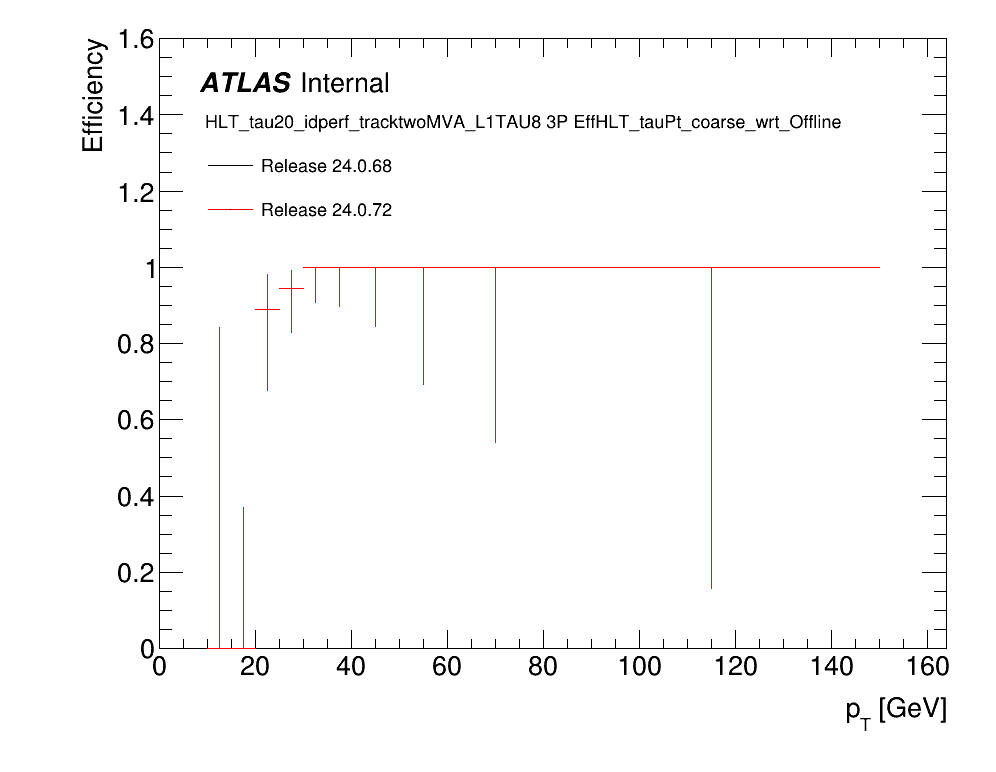 Efficiency
1.6
1.4
1.2
1
0.8
0.6
0.4
0.2
0
ATLAS Internal
HLT_tau20_idperf_tracktwoMVA_L1TAU8 3P EffHLT_tauPt_coarse_wrt_Offline
Release 24.0.68
Release 24.0.72
0 20 40 60 80 100 120 140 160
pT [GeV]